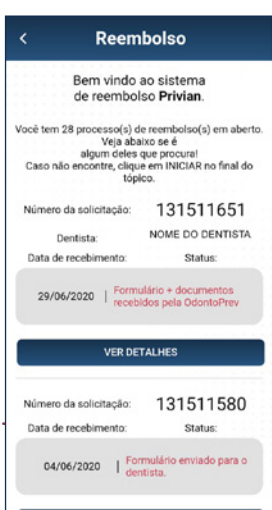 Reembolso
Bem vindo ao sistema
de reembolso Privian.
Você tem 28 processo(s) de reembolso(s) em aberto.
Veja abaixo se é
algum deles que procura!
Caso não encontre, clique em INICIAR no final do
tópico.
Número da solicitação: 131511651
Dentista: NOME DO DENTISTA
Data de recebimento: Status:
29/06/2020 | Formulário + documentos
recebidos pela OdontoPrev
VER DETALHES
Número da solicitação: 131511580
Data de recebimento: Status:
04/06/2020 | Formulário enviado para o
dentista.